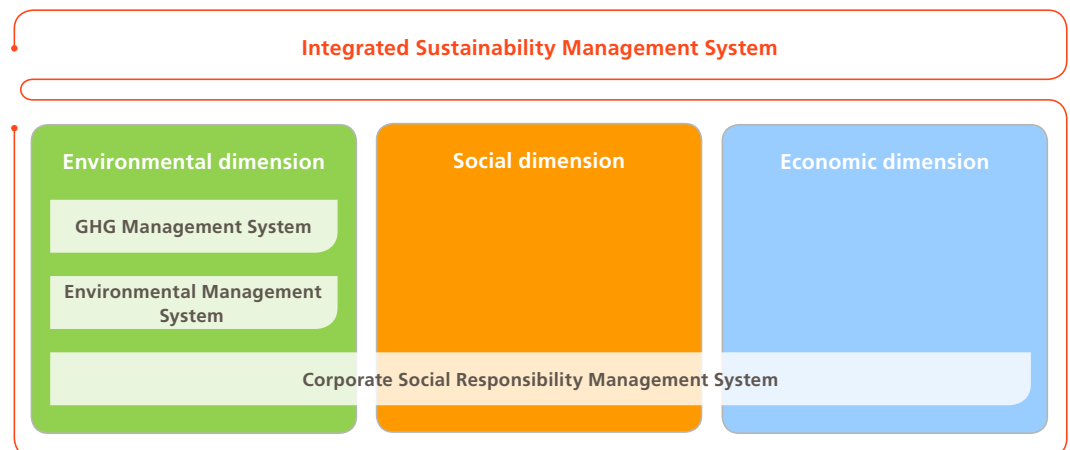 Integrated Sustainability Management System
Environmental dimension
Social dimension
Economic dimension
GHG Management System
Environmental Management
System
Corporate Social Responsibility Management System